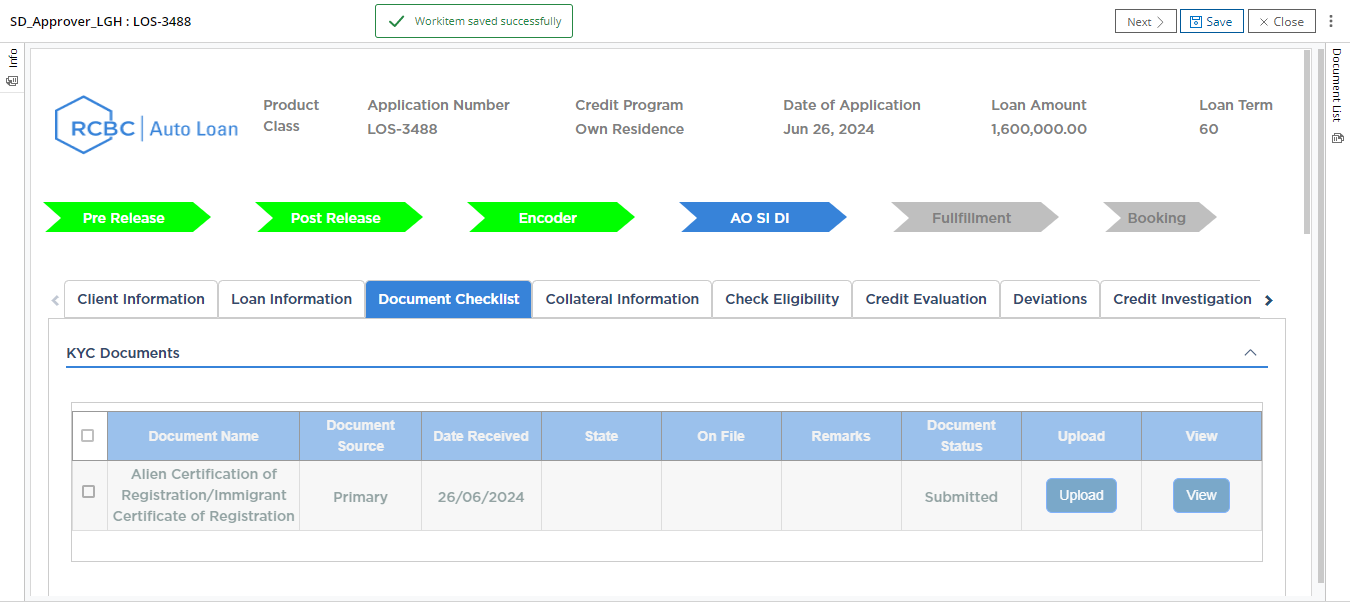 SD_Approver_LGH : LOS-3488
Workitem saved successfully
Next
Save
Close
Info
Document List
RCBC | Auto Loan
Product Class
Application Number
LOS-3488
Credit Program
Own Residence
Date of Application
Jun 26, 2024
Loan Amount
1,600,000.00
Loan Term
60
Pre Release
Post Release
Encoder
AO SI DI
Fullfillment
Booking
Client Information
Loan Information
Document Checklist
Collateral Information
Check Eligibility
Credit Evaluation
Deviations
Credit Investigation
KYC Documents
Document Name
Document Source
Date Received
State
On File
Remarks
Document Status
Upload
View
Alien Certification of
Registration/Immigrant
Certificate of Registration
Primary
26/06/2024
Submitted
Upload
View